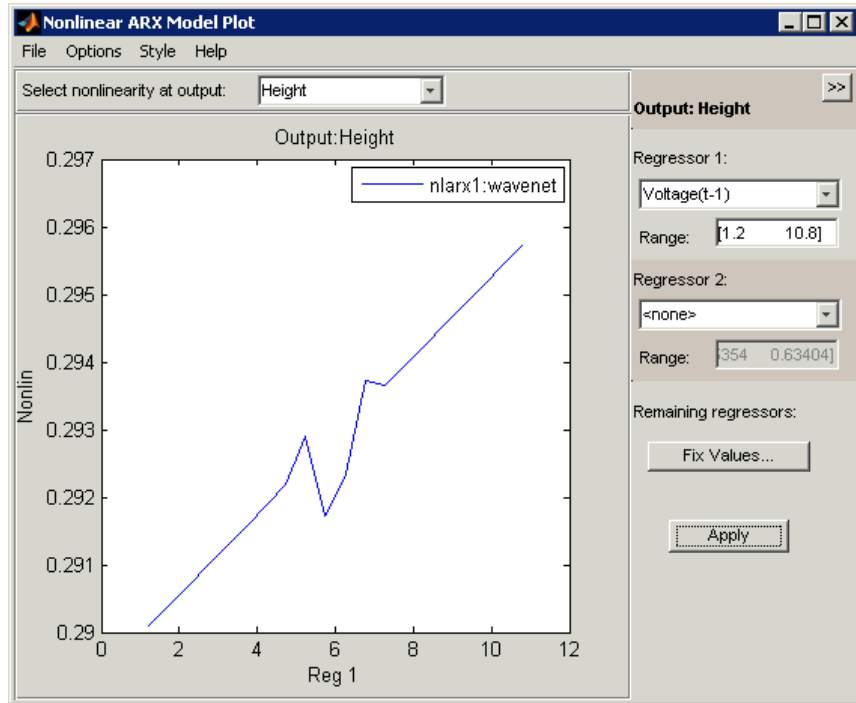 Nonlinear ARX Model Plot
File Options Style Help
Select nonlinearity at output: Height
>>
Output: Height
Output:Height
nlarx1:wavenet
0.297
0.296
0.295
0.294
0.293
0.292
0.291
0.29
Nonlin
0 2 4 6 8 10 12
Reg 1
Regressor 1:
Voltage(t-1)
Range: [1.2 10.8]
Regressor 2:
<none>
Range: 354 0.63404]
Remaining regressors:
Fix Values...
Apply